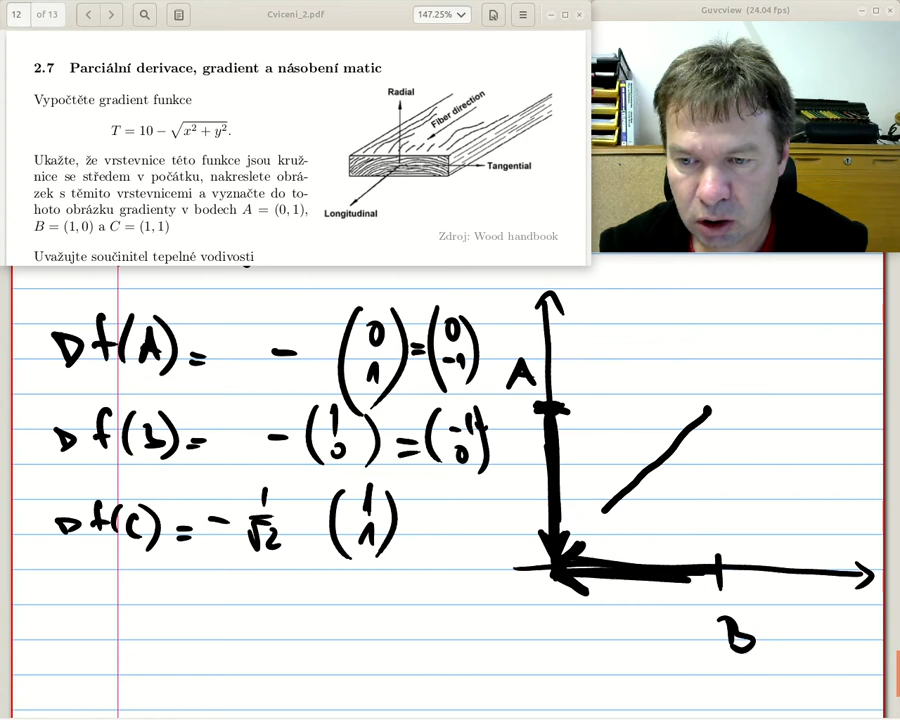 12 of 13
Cviceni_2.pdf
147.25%
Guvcview (24.04 fps)
2.7 Parciální derivace, gradient a násobení matic
Vypočtěte gradient funkce
T = 10 − √(x² + y²).
Ukažte, že vrstevnice této funkce jsou kruž-
nice se středem v počátku, nakreslete obrá-
zek s těmito vrstevnicemi a vyznačte do to-
hoto obrázku gradienty v bodech A = (0, 1),
B = (1, 0) a C = (1, 1)
Uvažujte součinitel tepelné vodivosti
Radial
Fiber direction
Tangential
Longitudinal
Zdroj: Wood handbook
∇f(A) = − (0 1) = (0 −1)
∇f(B) = − (1 0) = (−1 0)
∇f(C) = − 1/√2 (1 1)
A
B